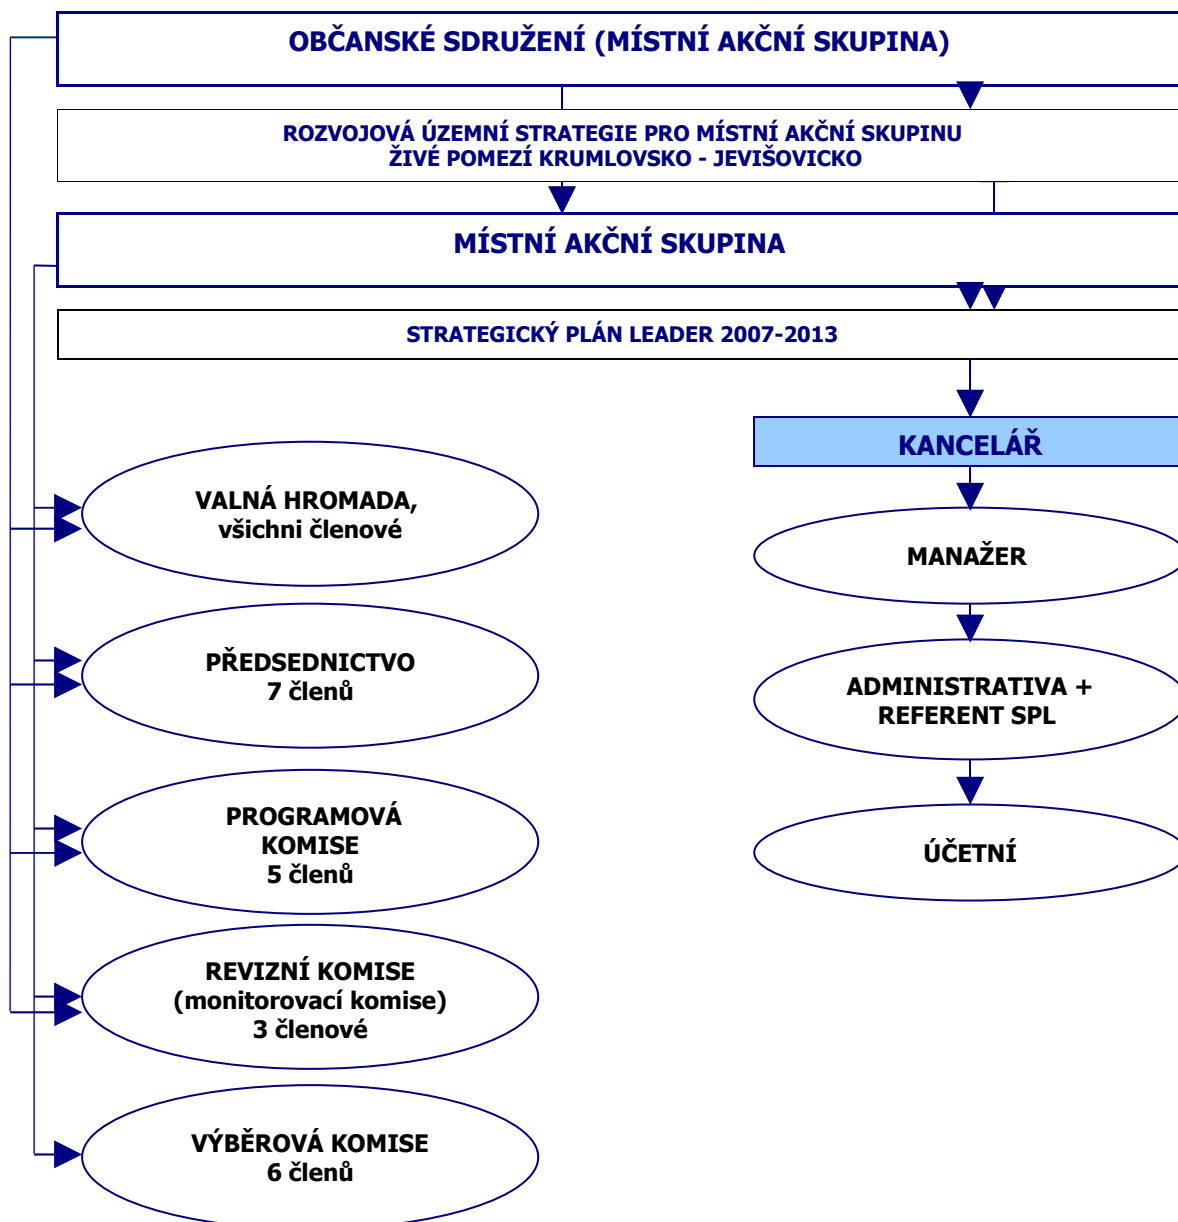 OBČANSKÉ SDRUŽENÍ (MÍSTNÍ AKČNÍ SKUPINA)
ROZVOJOVÁ ÚZEMNÍ STRATEGIE PRO MÍSTNÍ AKČNÍ SKUPINU
ŽIVÉ POMEZÍ KRUMLOVSKO - JEVIŠOVICKO
MÍSTNÍ AKČNÍ SKUPINA
STRATEGICKÝ PLÁN LEADER 2007-2013
VALNÁ HROMADA,
všichni členové
PŘEDSEDNICTVO
7 členů
PROGRAMOVÁ
KOMISE
5 členů
REVIZNÍ KOMISE
(monitorovací komise)
3 členové
VÝBĚROVÁ KOMISE
6 členů
KANCELÁŘ
MANAŽER
ADMINISTRATIVA +
REFERENT SPL
ÚČETNÍ